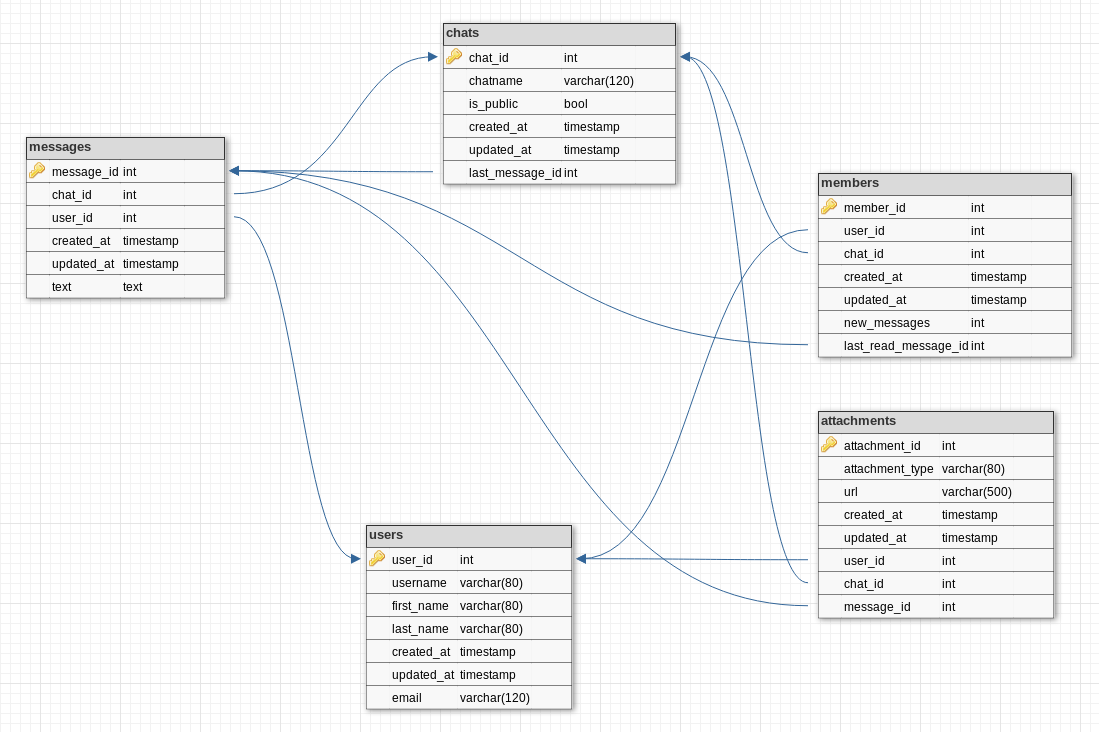 chats
chat_id int
chatname varchar(120)
is_public bool
created_at timestamp
updated_at timestamp
last_message_id int
messages
message_id int
chat_id int
user_id int
created_at timestamp
updated_at timestamp
text text
members
member_id int
user_id int
chat_id int
created_at timestamp
updated_at timestamp
new_messages int
last_read_message_id int
attachments
attachment_id int
attachment_type varchar(80)
url varchar(500)
created_at timestamp
updated_at timestamp
user_id int
chat_id int
message_id int
users
user_id int
username varchar(80)
first_name varchar(80)
last_name varchar(80)
created_at timestamp
updated_at timestamp
email varchar(120)